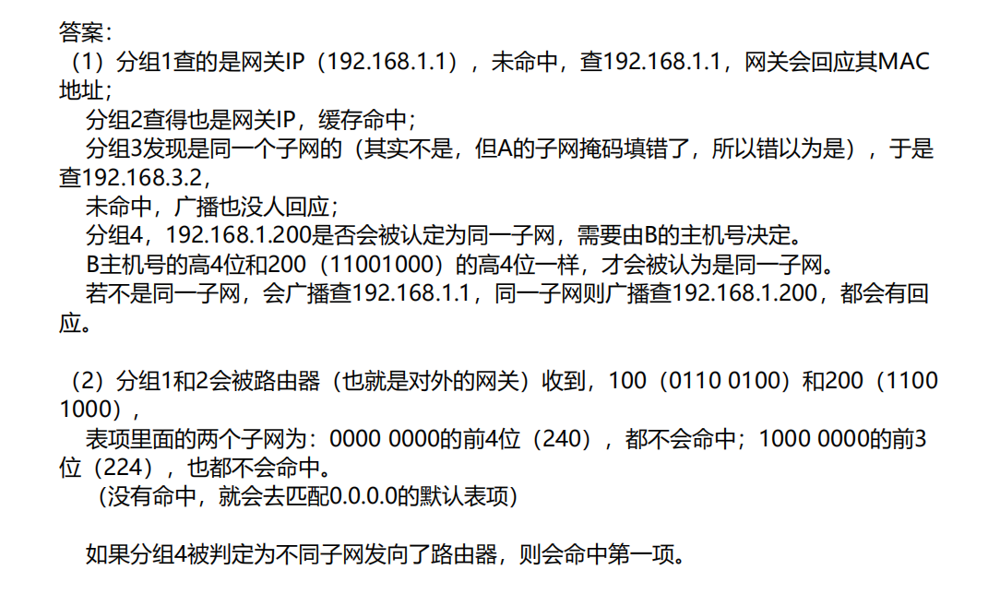 答案：
（1）分组1查的是网关IP（192.168.1.1），未命中，查192.168.1.1，网关会回应其MAC
地址；
分组2查得也是网关IP，缓存命中；
分组3发现是同一个子网的（其实不是，但A的子网掩码填错了，所以错以为是），于是
查192.168.3.2，
未命中，广播也没人回应；
分组4，192.168.1.200是否会被认定为同一子网，需要由B的主机号决定。
B主机号的高4位和200（11001000）的高4位一样，才会被认为是同一子网。
若不是同一子网，会广播查192.168.1.1，同一子网则广播查192.168.1.200，都会有回
应。
（2）分组1和2会被路由器（也就是对外的网关）收到，100（0110 0100）和200（1100
1000），
表项里面的两个子网为：0000 0000的前4位（240），都不会命中；1000 0000的前3
位（224），也都不会命中。
（没有命中，就会去匹配0.0.0.0的默认表项）
如果分组4被判定为不同子网发向了路由器，则会命中第一项。